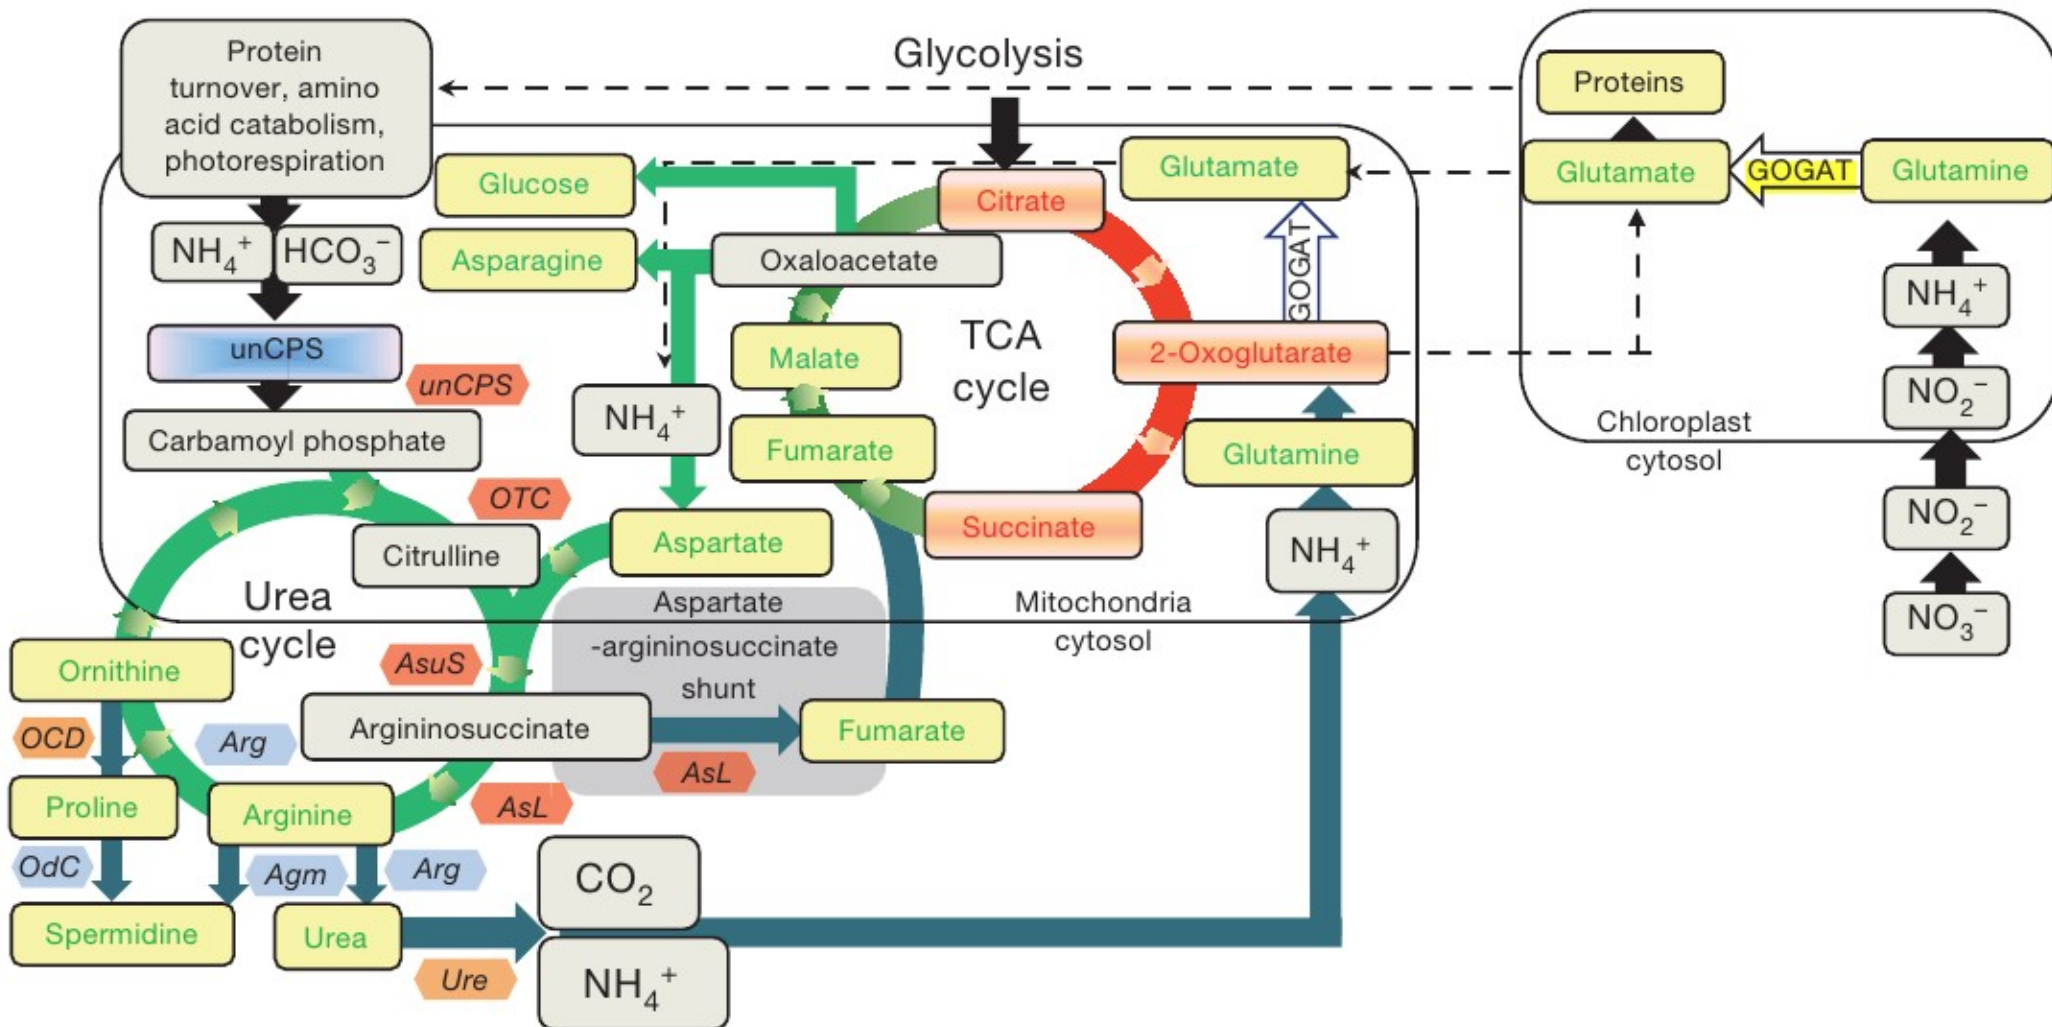 Protein
turnover, amino
acid catabolism,
photorespiration
Glycolysis
Proteins
Glucose
Glutamate
Glutamate
GOGAT
Glutamine
Citrate
NH₄⁺
HCO₃⁻
Asparagine
Oxaloacetate
GOGAT
NH₄⁺
unCPS
unCPS
Malate
TCA
cycle
2-Oxoglutarate
NO₂⁻
Carbamoyl phosphate
NH₄⁺
Fumarate
Glutamine
Chloroplast
cytosol
OTC
Citrulline
Aspartate
Succinate
NH₄⁺
NO₂⁻
Urea
cycle
Aspartate
-argininosuccinate
shunt
Mitochondria
cytosol
NO₃⁻
Ornithine
AsuS
OCD
Arg
Argininosuccinate
Fumarate
AsL
Proline
Arginine
AsL
OdC
Agm
Arg
CO₂
Spermidine
Urea
Ure
NH₄⁺